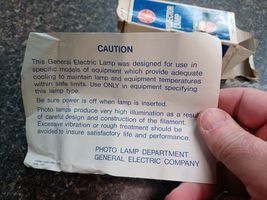 CAUTION
This General Electric Lamp was designed for use in
specific models of equipment which provide adequate
cooling to maintain lamp and equipment temperatures
within safe limits. Use ONLY in equipment specifying
this lamp type.
Be sure power is off when lamp is inserted.
Photo lamps produce very high illumination as a result
of careful design and construction of the filament.
Excessive vibration or rough treatment should be
avoided to insure satisfactory life and performance.
PHOTO LAMP DEPARTMENT
GENERAL ELECTRIC COMPANY
LAMP